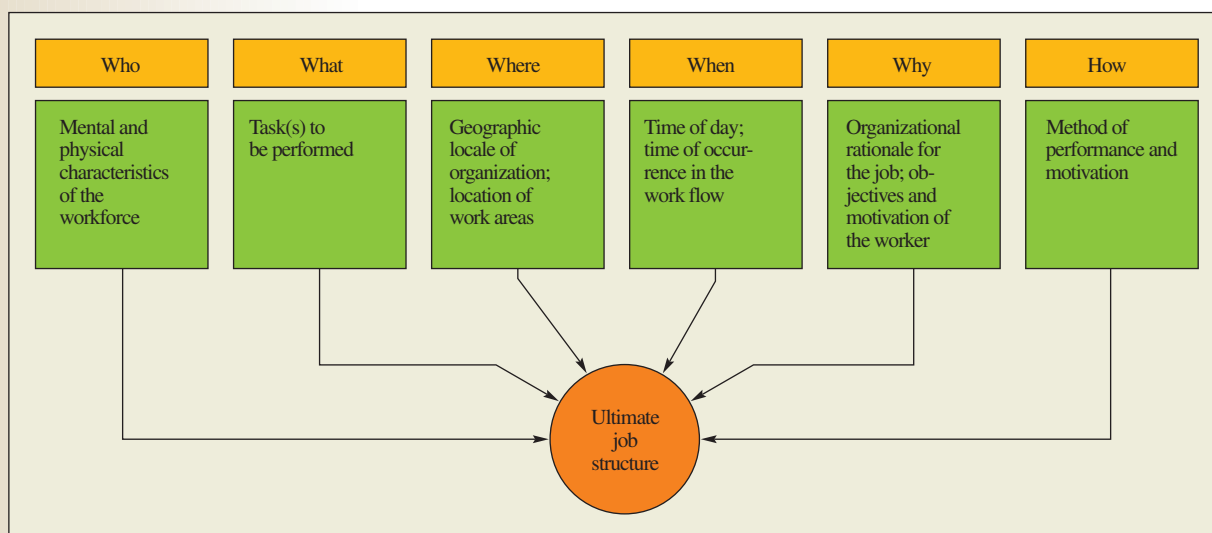 Who
Mental and
physical
characteristics
of the
workforce
What
Task(s) to
be performed
Where
Geographic
locale of
organization;
location of
work areas
When
Time of day;
time of occur-
rence in the
work flow
Why
Organizational
rationale for
the job; ob-
jectives and
motivation of
the worker
How
Method of
performance and
motivation
Ultimate
job
structure